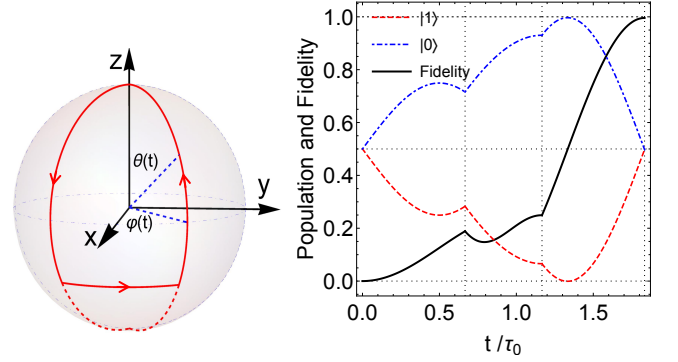 z
θ(t)
y
φ(t)
x
Population and Fidelity
1.0
0.8
0.6
0.4
0.2
0.0
|1⟩
|0⟩
Fidelity
0.0 0.5 1.0 1.5
t/τ0